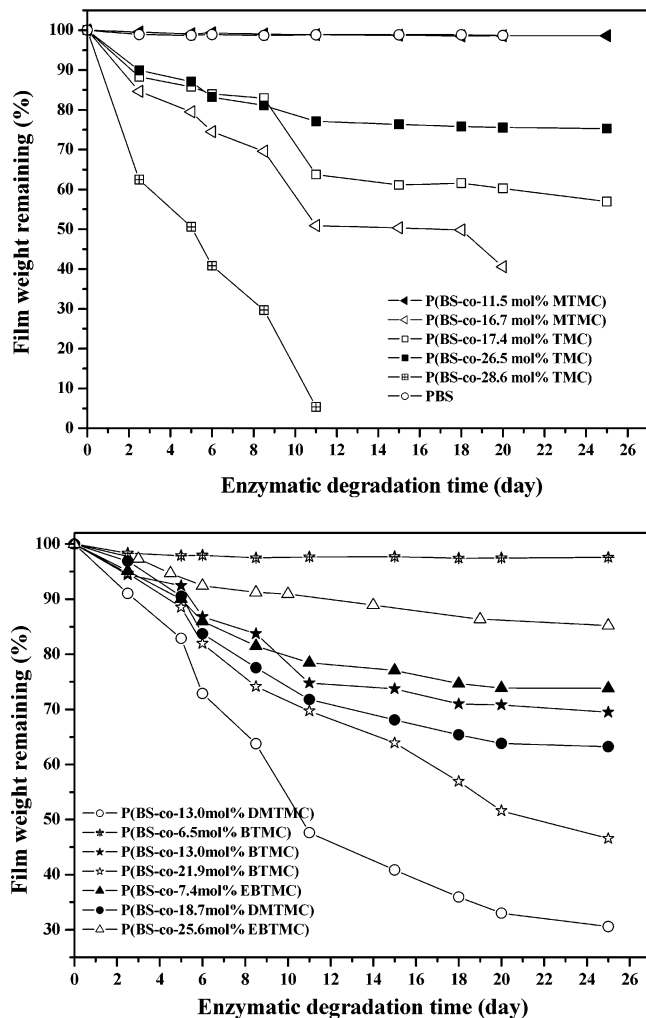 Film weight remaining (%)
100
90
80
70
60
50
40
30
20
10
0
P(BS-co-11.5 mol% MTMC)
P(BS-co-16.7 mol% MTMC)
P(BS-co-17.4 mol% TMC)
P(BS-co-26.5 mol% TMC)
P(BS-co-28.6 mol% TMC)
PBS
0 2 4 6 8 10 12 14 16 18 20 22 24 26
Enzymatic degradation time (day)
Film weight remaining (%)
100
90
80
70
60
50
40
30
P(BS-co-13.0mol% DMTMC)
P(BS-co-6.5mol% BTMC)
P(BS-co-13.0mol% BTMC)
P(BS-co-21.9mol% BTMC)
P(BS-co-7.4mol% EBTMC)
P(BS-co-18.7mol% DMTMC)
P(BS-co-25.6mol% EBTMC)
0 2 4 6 8 10 12 14 16 18 20 22 24 26
Enzymatic degradation time (day)